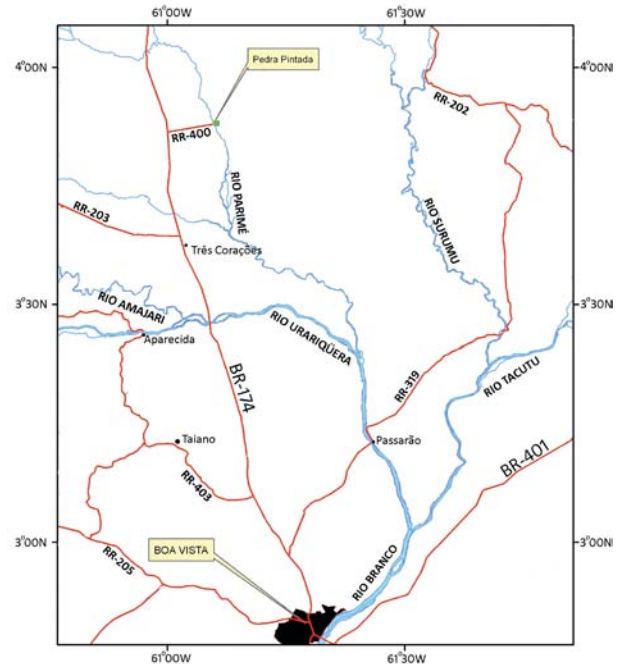 61°00W
61°30W
4°00N
4°00N
Pedra Pintada
RR-202
RR-400
RIO PARIMÉ
RIO SURUMU
RR-203
Três Corações
3°30N
3°30N
RIO AMAJARI
RIO URARIQÜERA
Aparecida
RIO TACUTU
BR-174
RR-319
Taiano
Passarão
BR-401
RR-403
3°00N
3°00N
BOA VISTA
RR-205
RIO BRANCO
61°00W
61°30W